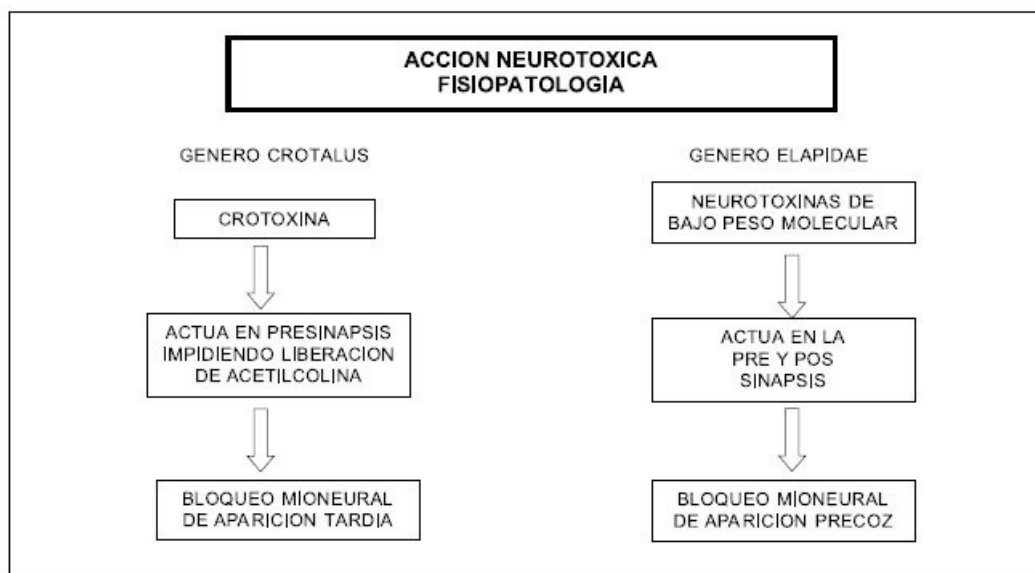 ACCION NEUROTOXICA
FISIOPATOLOGIA
GENERO CROTALUS
CROTOXINA
ACTUA EN PRESINAPSIS
IMPIDIENDO LIBERACION
DE ACETILCOLINA
BLOQUEO MIONEURAL
DE APARICION TARDIA
GENERO ELAPIDAE
NEUROTOXINAS DE
BAJO PESO MOLECULAR
ACTUA EN LA
PRE Y POS
SINAPSIS
BLOQUEO MIONEURAL
DE APARICION PRECOZ